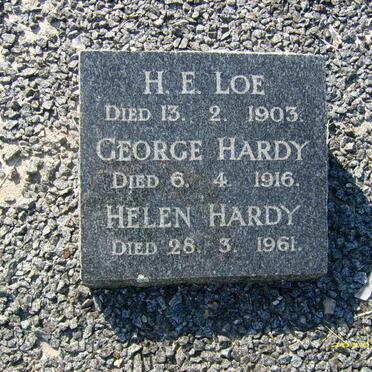 H. E. LOE
DIED 13. 2. 1903.
GEORGE HARDY
DIED 6. 4. 1916.
HELEN HARDY
DIED 28. 3. 1961.